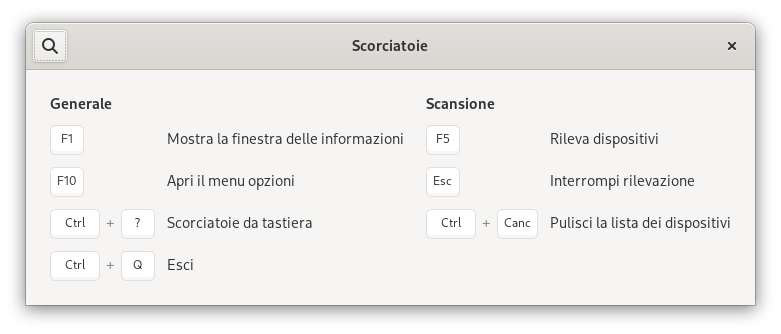 Scorciatoie
Generale
F1 Mostra la finestra delle informazioni
F10 Apri il menu opzioni
Ctrl + ? Scorciatoie da tastiera
Ctrl + Q Esci
Scansione
F5 Rileva dispositivi
Esc Interrompi rilevazione
Ctrl + Canc Pulisci la lista dei dispositivi